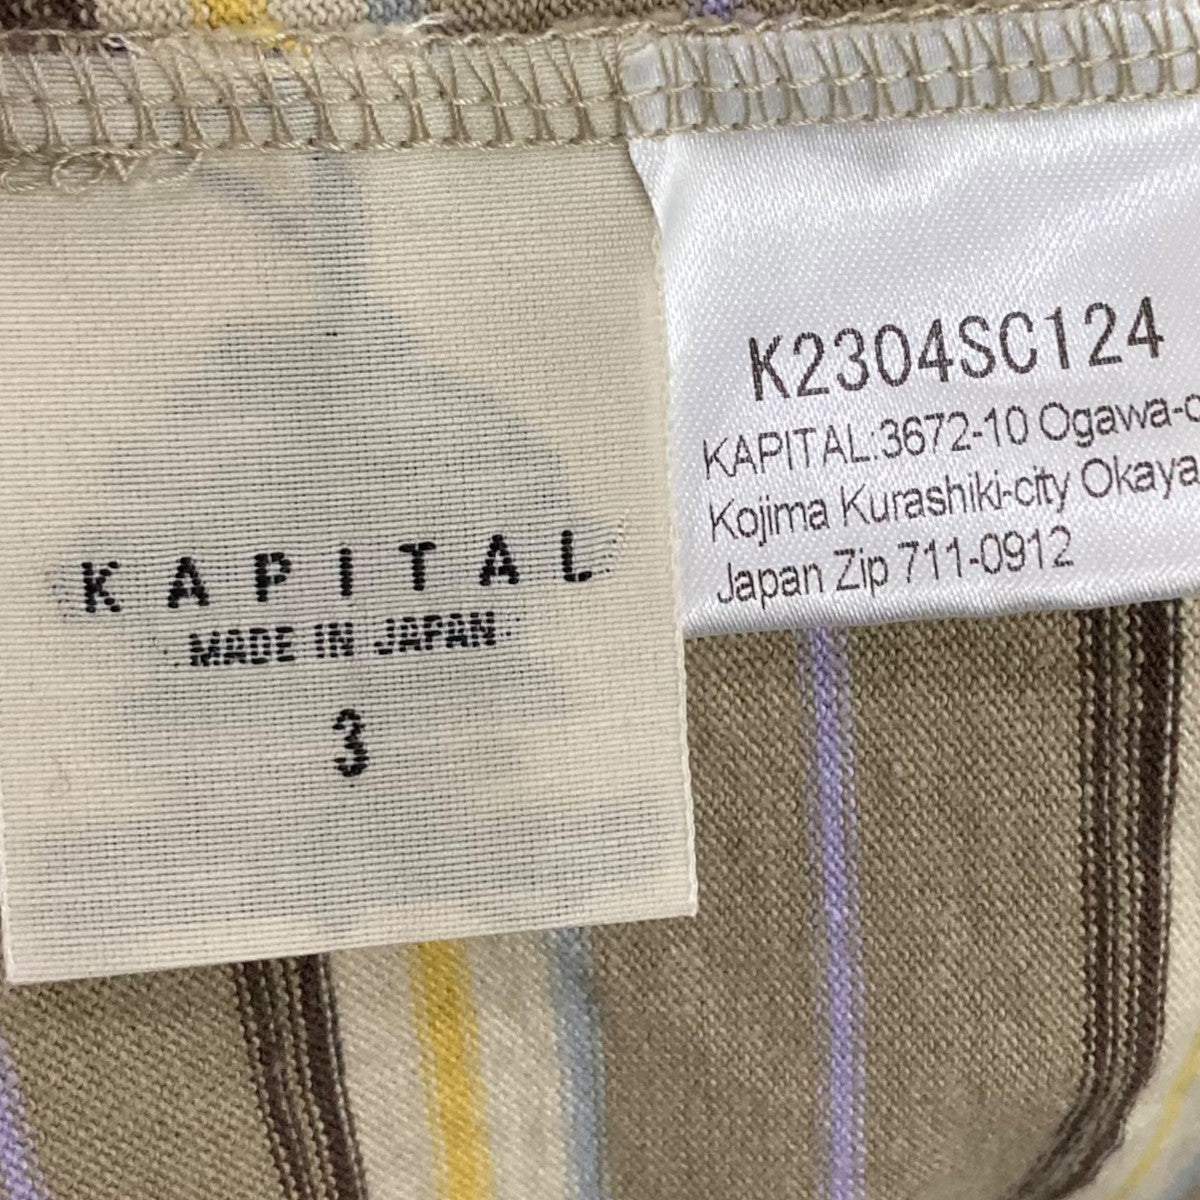 KAPITAL
MADE IN JAPAN
3
K2304SC124
KAPITAL:3672-10 Ogawa-c
Kojima Kurashiki-city Okaya
Japan Zip 711-0912